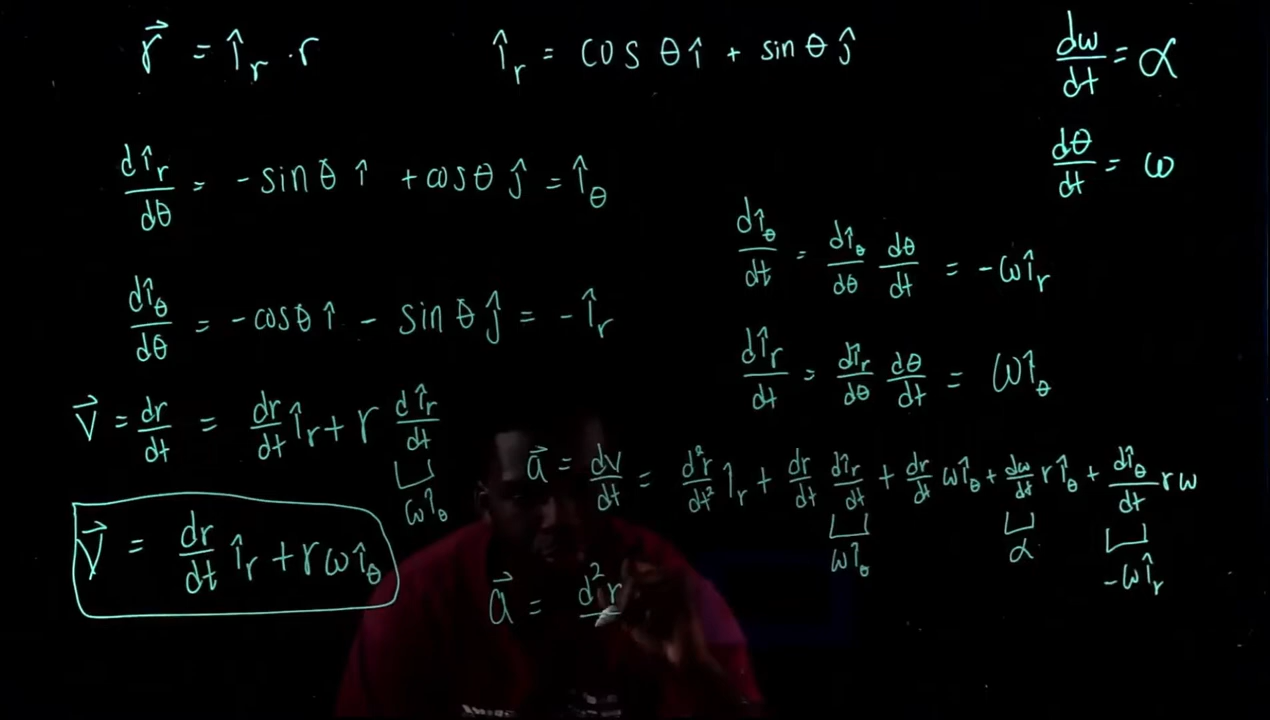 r⃗ = î_r · r
î_r = cos θ î + sin θ ĵ
dω/dt = α
dθ/dt = ω
dî_r/dθ = - sin θ î + cos θ ĵ = î_θ
dî_θ/dt = dî_θ/dθ dθ/dt = -ω î_r
dî_θ/dθ = - cos θ î - sin θ ĵ = - î_r
dî_r/dt = dî_r/dθ dθ/dt = ω î_θ
V⃗ = dr/dt = dr/dt î_r + r dî_r/dt
ω î_θ
a⃗ = dv/dt = d²r/dt² î_r + dr/dt dî_r/dt + dr/dt ω î_θ + dω/dt r î_θ + dî_θ/dt r ω
ω î_θ
α
-ω î_r
V⃗ = dr/dt î_r + r ω î_θ
a⃗ = d²r